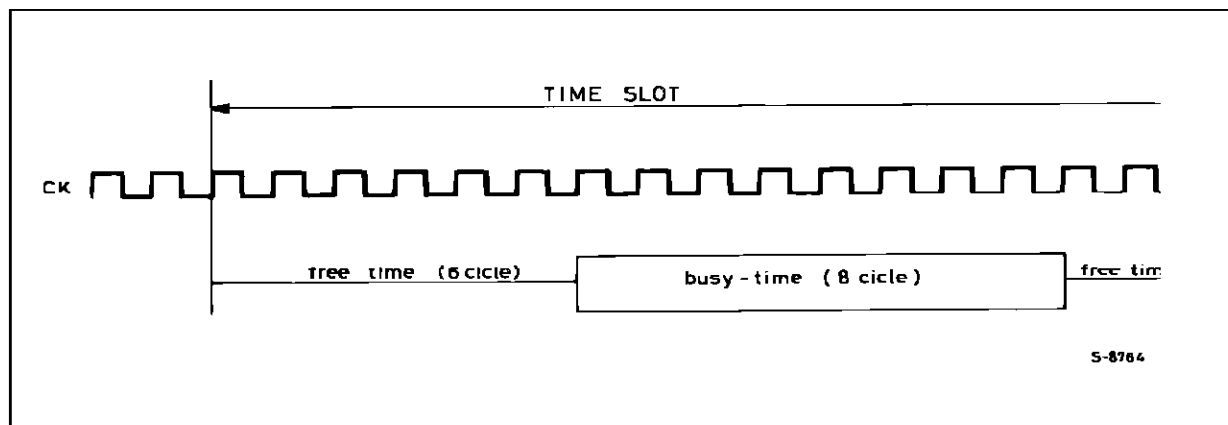 TIME SLOT
CK
free time (6 cicle)
busy-time (8 cicle)
free tim
S-8764